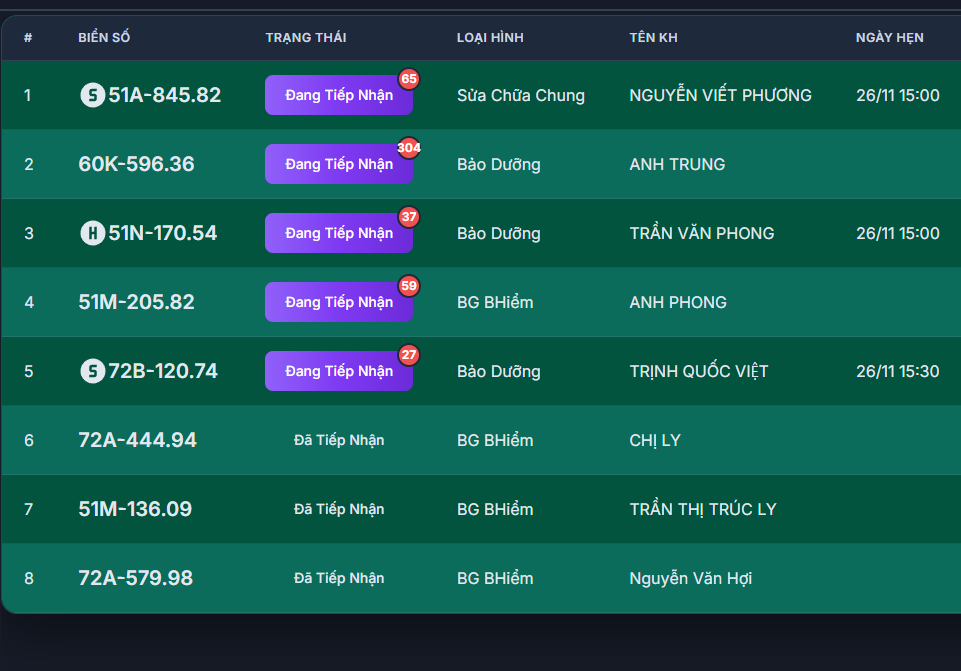 # BIỂN SỐ TRẠNG THÁI LOẠI HÌNH TÊN KH NGÀY HẸN
1 S 51A-845.82 Đang Tiếp Nhận 65 Sửa Chữa Chung NGUYỄN VIẾT PHƯƠNG 26/11 15:00
2 60K-596.36 Đang Tiếp Nhận 304 Bảo Dưỡng ANH TRUNG
3 H 51N-170.54 Đang Tiếp Nhận 37 Bảo Dưỡng TRẦN VĂN PHONG 26/11 15:00
4 51M-205.82 Đang Tiếp Nhận 59 BG BHiểm ANH PHONG
5 S 72B-120.74 Đang Tiếp Nhận 27 Bảo Dưỡng TRỊNH QUỐC VIỆT 26/11 15:30
6 72A-444.94 Đã Tiếp Nhận BG BHiểm CHỊ LY
7 51M-136.09 Đã Tiếp Nhận BG BHiểm TRẦN THỊ TRÚC LY
8 72A-579.98 Đã Tiếp Nhận BG BHiểm Nguyễn Văn Hợi